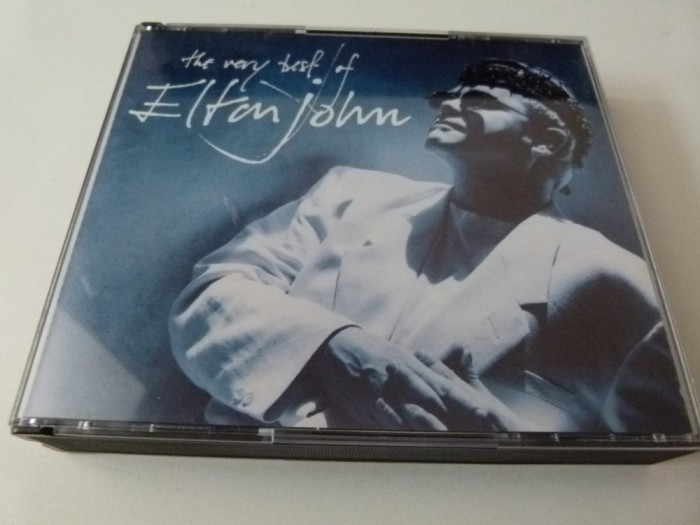 the very best of
Elton john